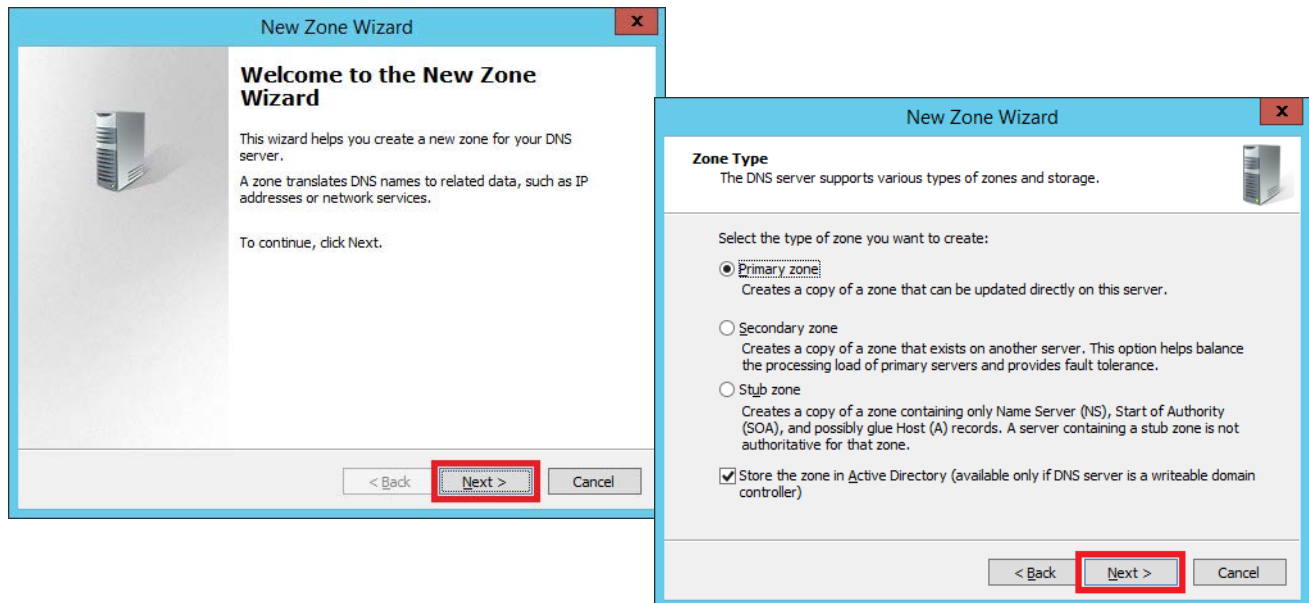 New Zone Wizard
x
Welcome to the New Zone
Wizard
This wizard helps you create a new zone for your DNS
server.
A zone translates DNS names to related data, such as IP
addresses or network services.
To continue, click Next.
< Back
Next >
Cancel
New Zone Wizard
x
Zone Type
The DNS server supports various types of zones and storage.
Select the type of zone you want to create:
Primary zone
Creates a copy of a zone that can be updated directly on this server.
Secondary zone
Creates a copy of a zone that exists on another server. This option helps balance
the processing load of primary servers and provides fault tolerance.
Stub zone
Creates a copy of a zone containing only Name Server (NS), Start of Authority
(SOA), and possibly glue Host (A) records. A server containing a stub zone is not
authoritative for that zone.
Store the zone in Active Directory (available only if DNS server is a writeable domain
controller)
< Back
Next >
Cancel